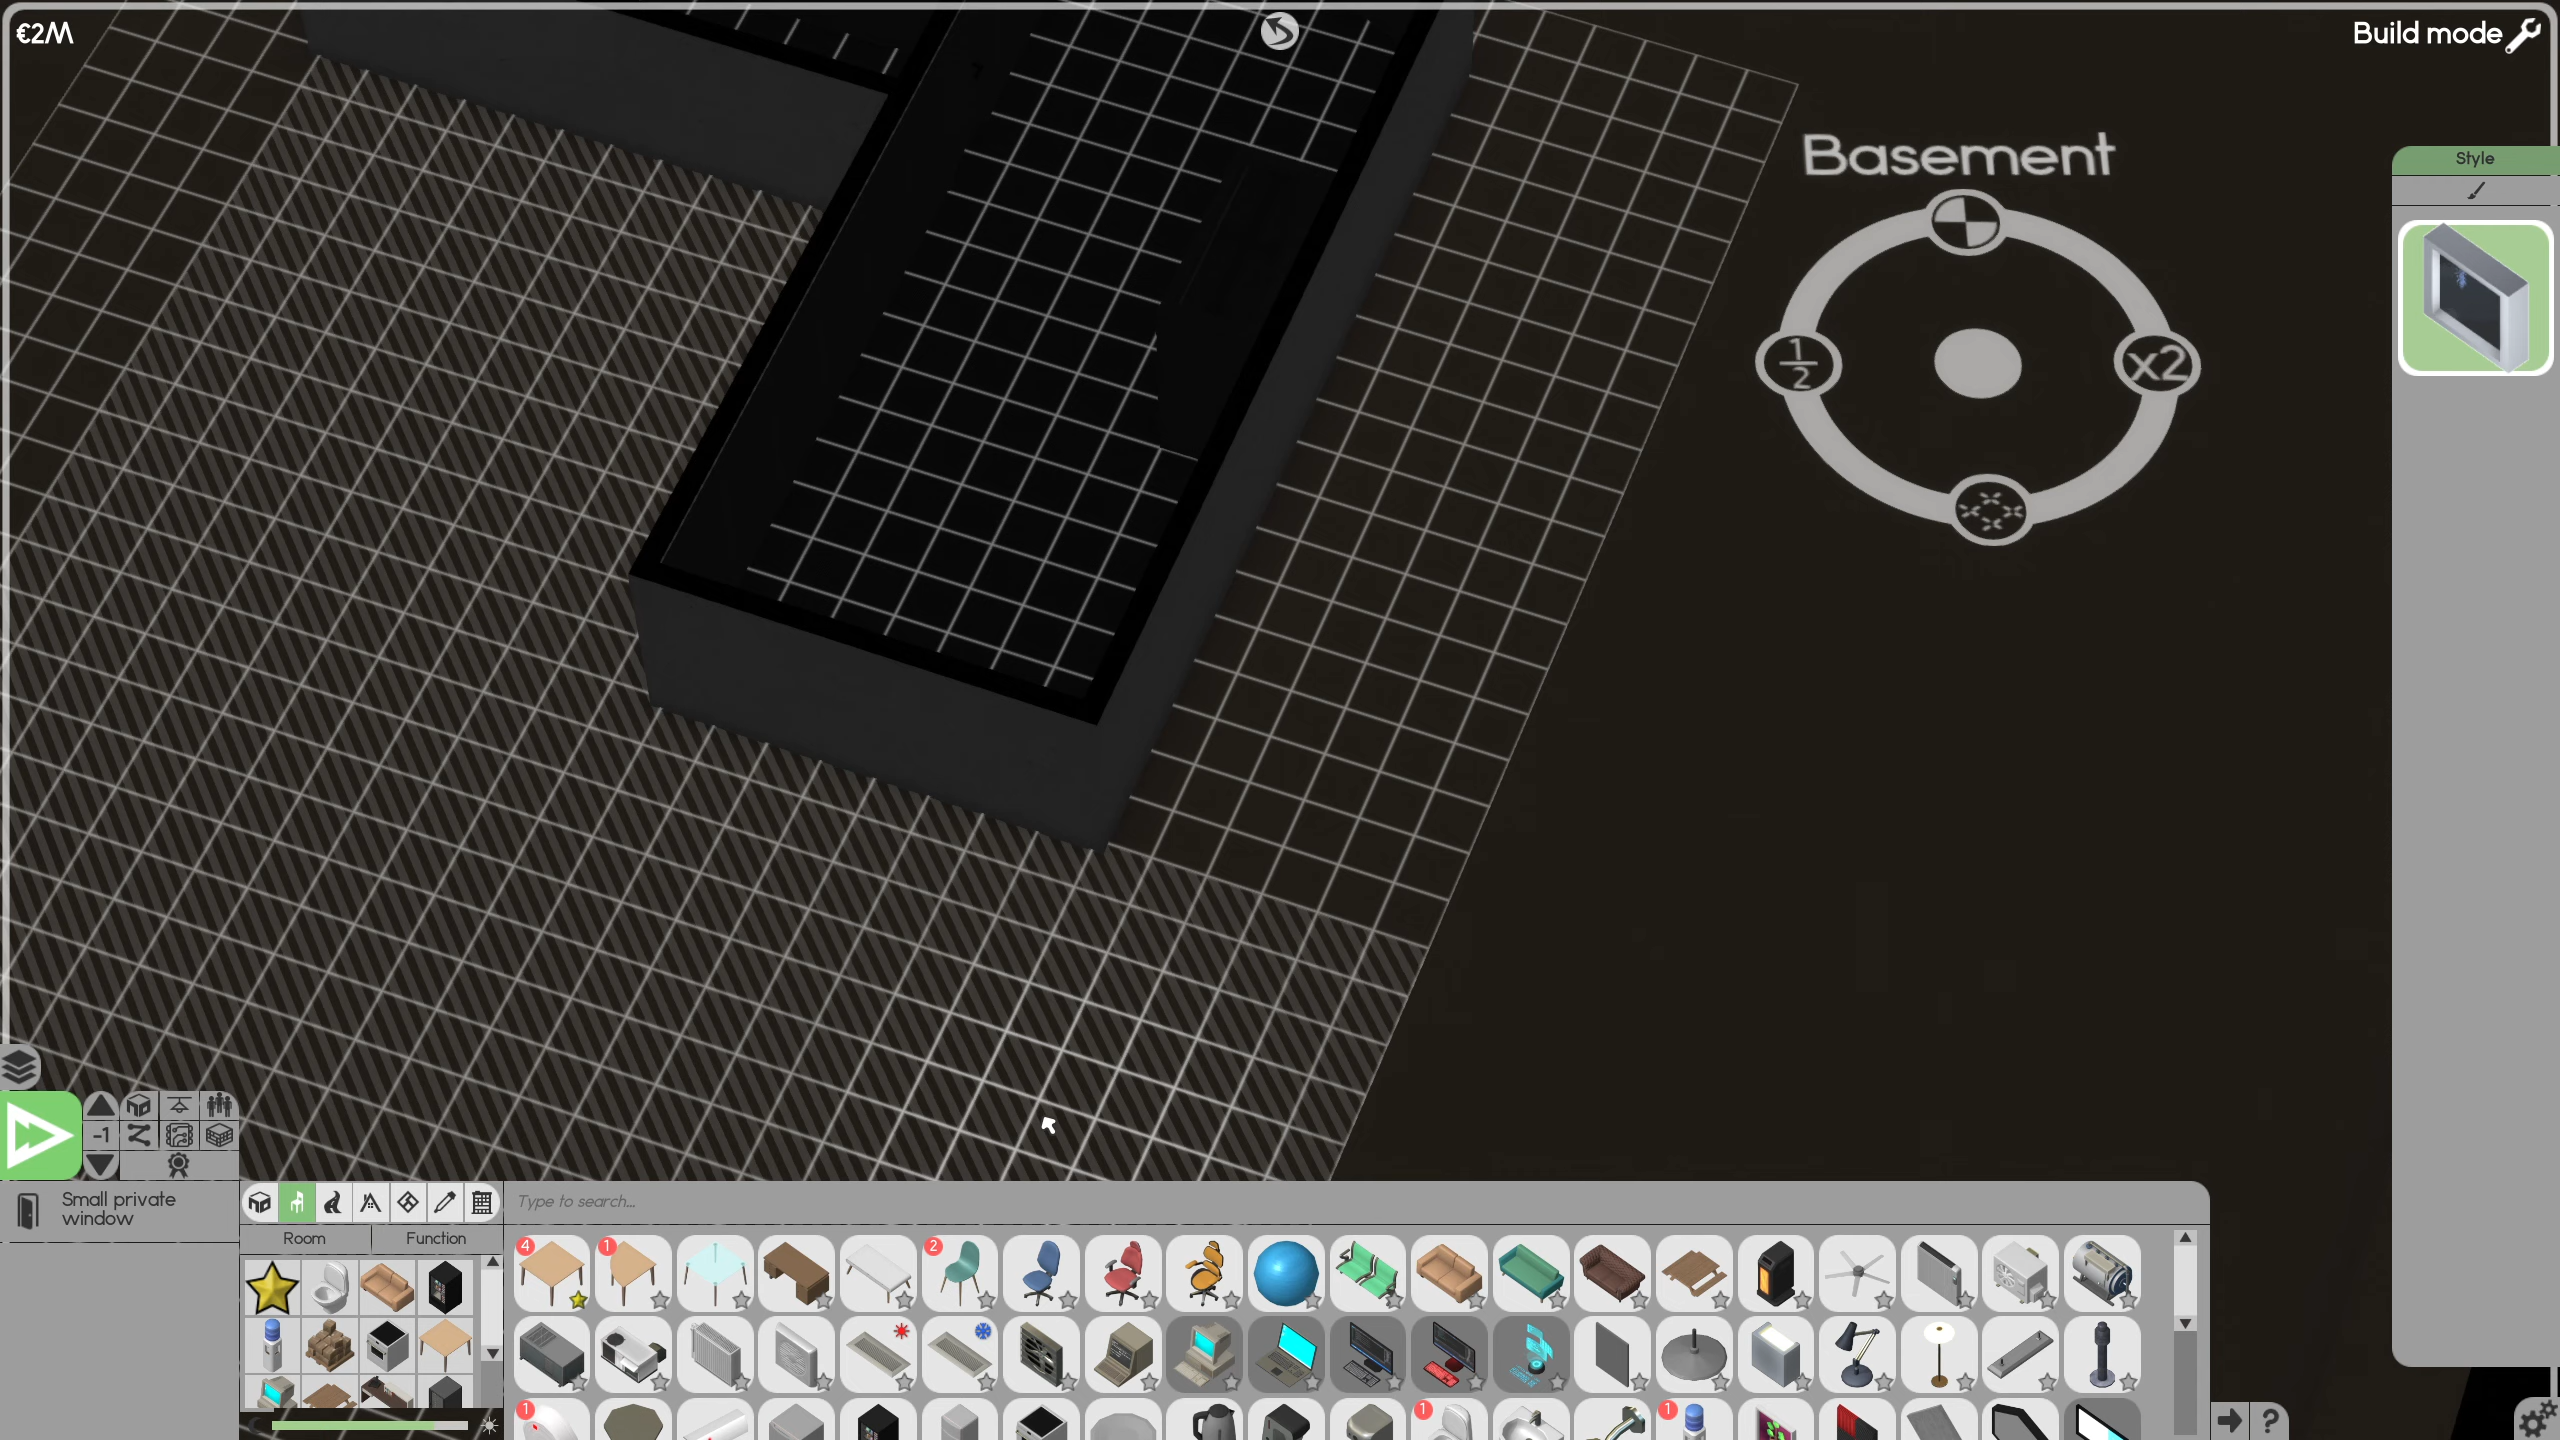 €2M
Build mode
Basement
Style
1
2
x2
-1
Small private
window
Type to search...
Room
Function
4
1
2
1
1
1
?